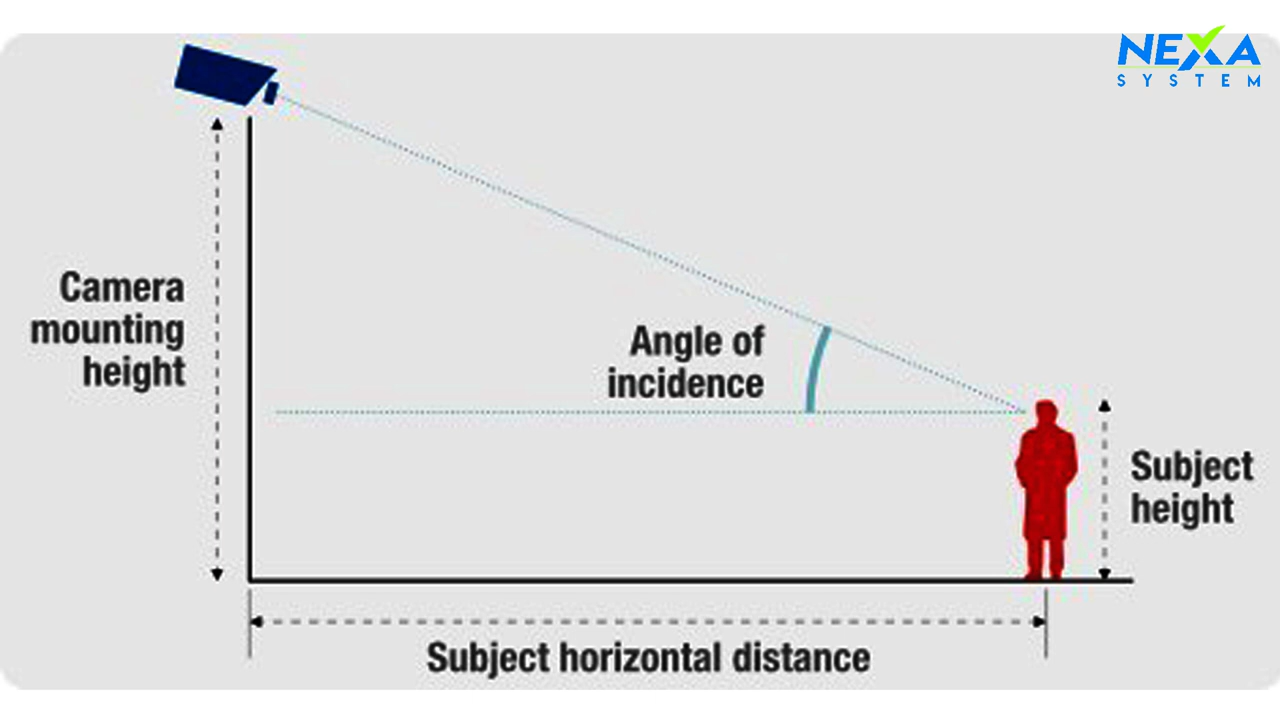 NEXA
SYSTEM
Camera
mounting
height
Angle of
incidence
Subject
height
Subject horizontal distance